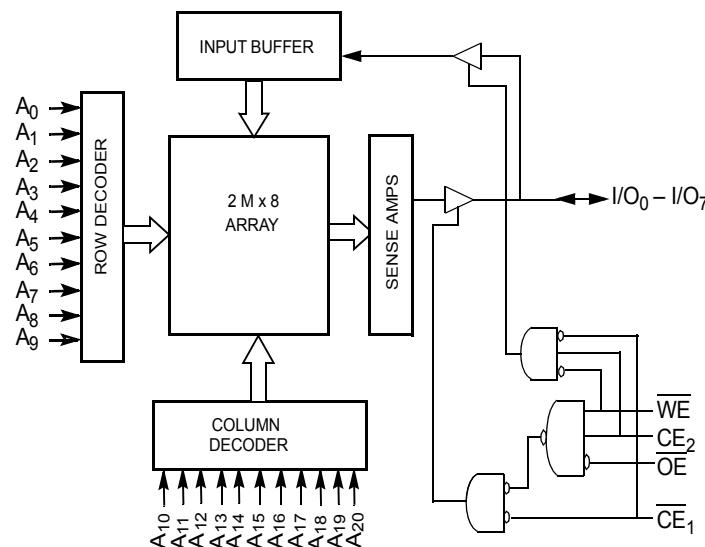 INPUT BUFFER
A0
A1
A2
A3
A4
A5
A6
A7
A8
A9
ROW DECODER
2 M x 8
ARRAY
SENSE AMPS
I/O0 – I/O7
COLUMN
DECODER
WE
CE2
OE
CE1
A10
A11
A12
A13
A14
A15
A16
A17
A18
A19
A20